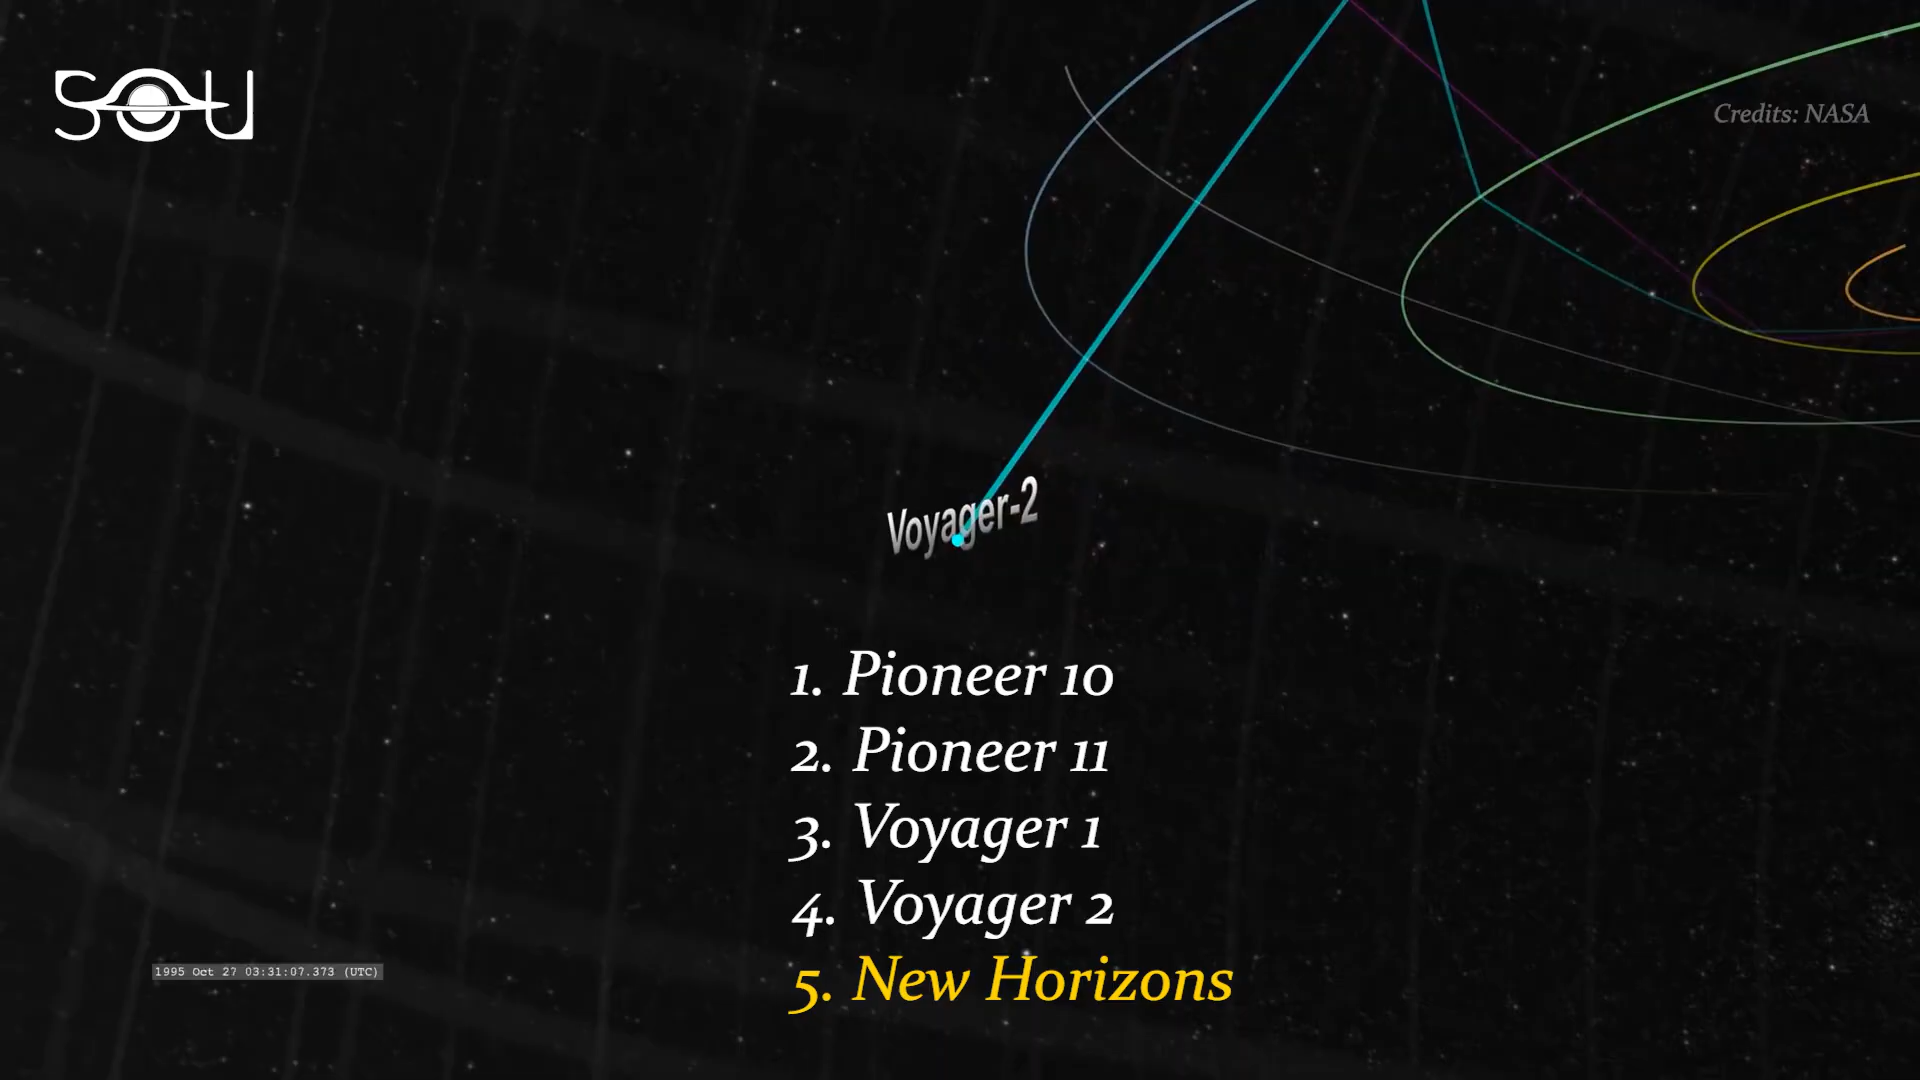 SOU
Credits: NASA
Voyager-2
1. Pioneer 10
2. Pioneer 11
3. Voyager 1
4. Voyager 2
5. New Horizons
1995 Oct 27 03:31:07.373 (UTC)